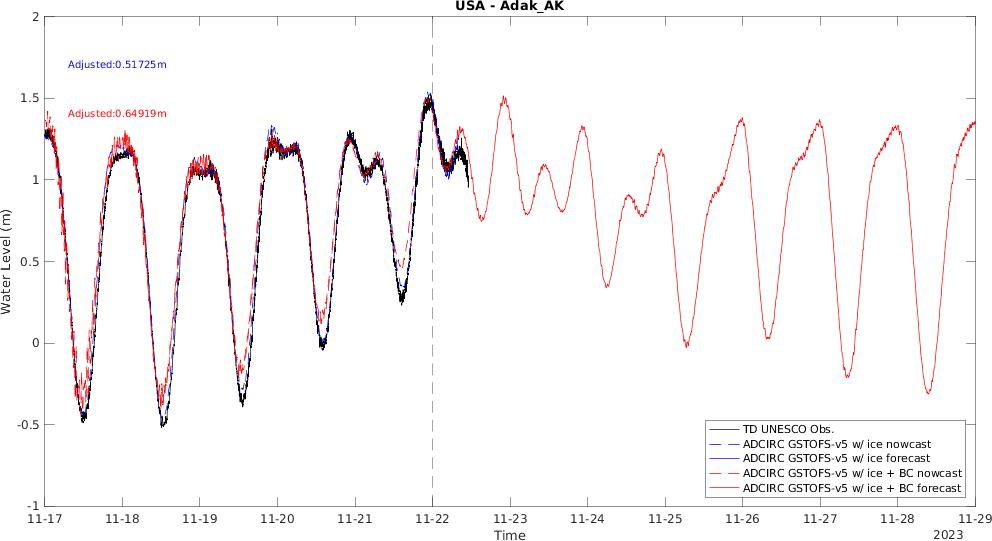 USA - Adak_AK
2
1.5
1
0.5
0
-0.5
-1
Water Level (m)
Adjusted:0.51725m
Adjusted:0.64919m
TD UNESCO Obs.
ADCIRC GSTOFS-v5 w/ ice nowcast
ADCIRC GSTOFS-v5 w/ ice forecast
ADCIRC GSTOFS-v5 w/ ice + BC nowcast
ADCIRC GSTOFS-v5 w/ ice + BC forecast
11-17 11-18 11-19 11-20 11-21 11-22 11-23 11-24 11-25 11-26 11-27 11-28 11-29
Time
2023